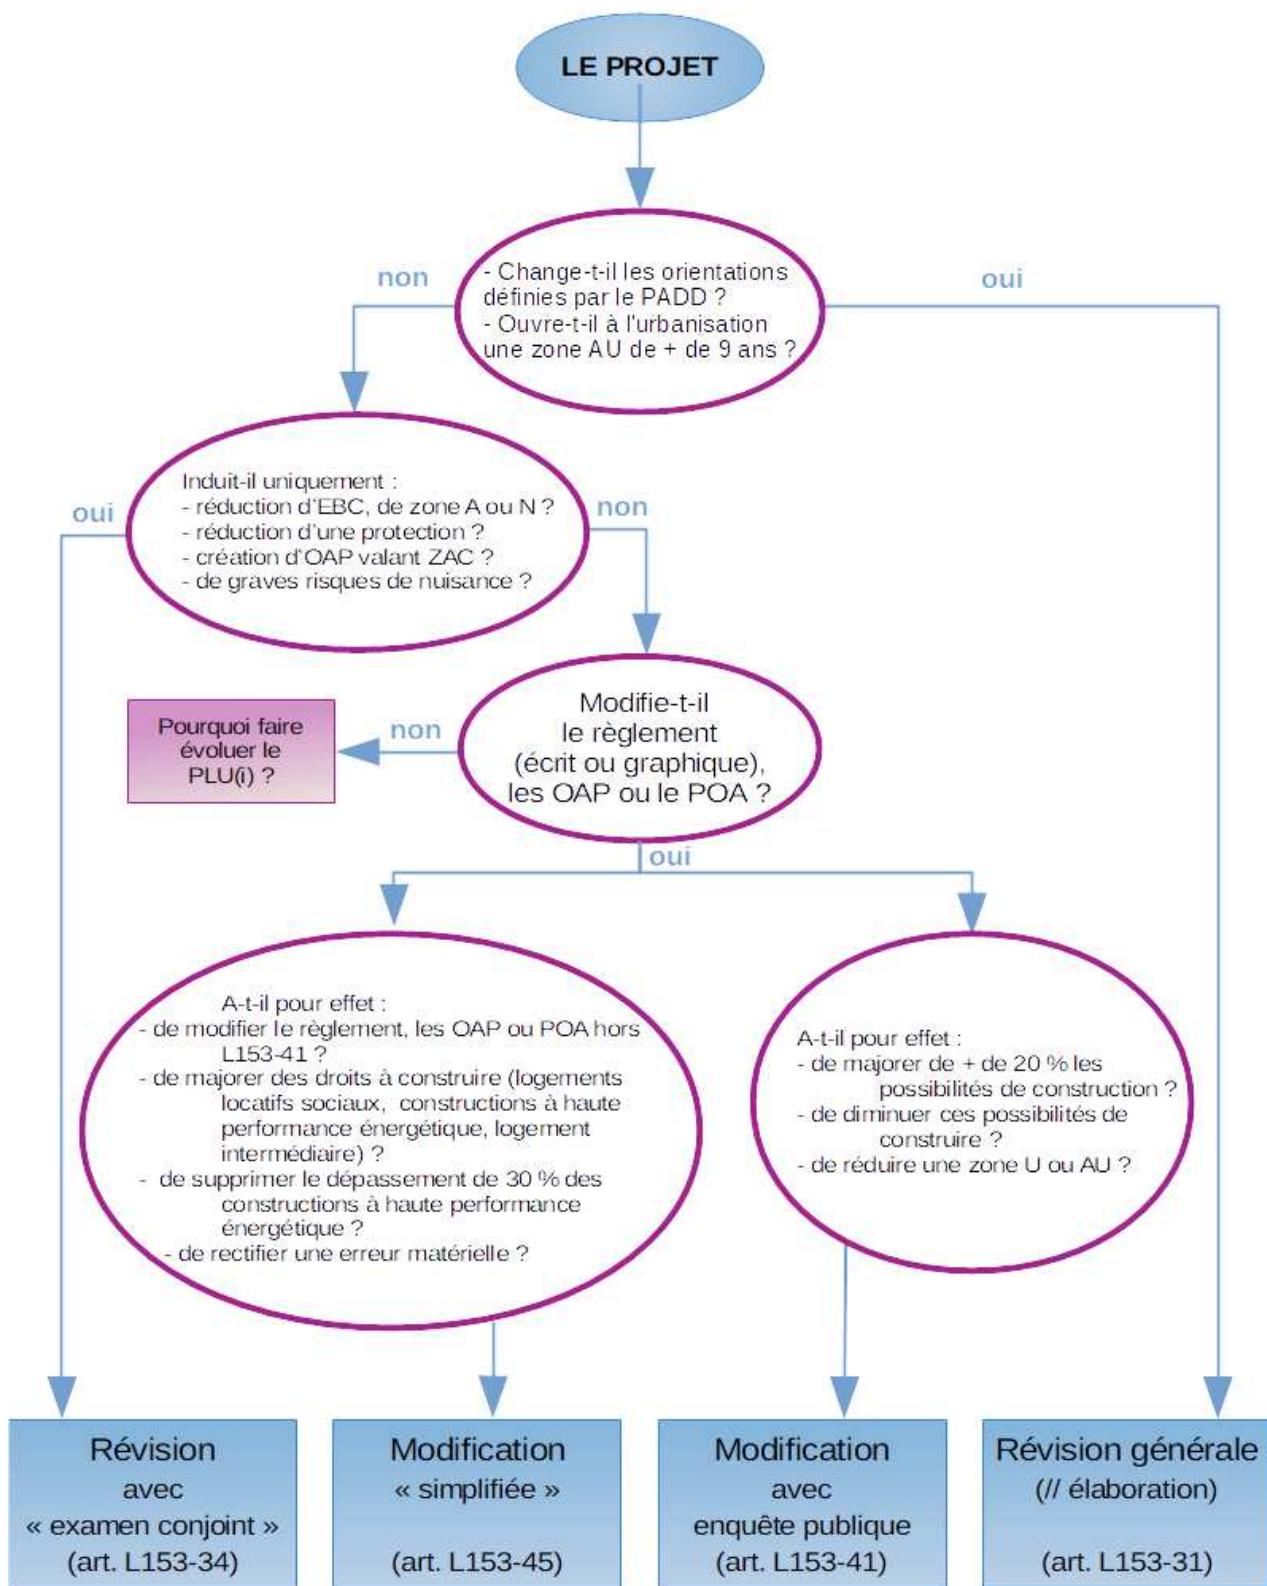 LE PROJET
non
oui
- Change-t-il les orientations
définies par le PADD ?
- Ouvre-t-il à l'urbanisation
une zone AU de + de 9 ans ?
oui
non
Induit-il uniquement :
- réduction d'EBC, de zone A ou N ?
- réduction d'une protection ?
- création d'OAP valant ZAC ?
- de graves risques de nuisance ?
Pourquoi faire
évoluer le
PLU(i) ?
non
Modifie-t-il
le règlement
(écrit ou graphique),
les OAP ou le POA ?
oui
A-t-il pour effet :
- de modifier le règlement, les OAP ou POA hors
L153-41 ?
- de majorer des droits à construire (logements
locatifs sociaux, constructions à haute
performance énergétique, logement
intermédiaire) ?
- de supprimer le dépassement de 30 % des
constructions à haute performance
énergétique ?
- de rectifier une erreur matérielle ?
A-t-il pour effet :
- de majorer de + de 20 % les
possibilités de construction ?
- de diminuer ces possibilités de
construire ?
- de réduire une zone U ou AU ?
Révision
avec
« examen conjoint »
(art. L153-34)
Modification
« simplifiée »
(art. L153-45)
Modification
avec
enquête publique
(art. L153-41)
Révision générale
(// élaboration)
(art. L153-31)